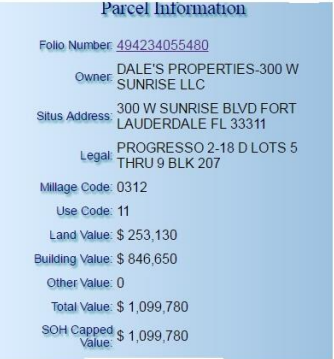 Parcel Information
Folio Number: 494234055480
Owner: DALE'S PROPERTIES-300 W
SUNRISE LLC
Situs Address: 300 W SUNRISE BLVD FORT
LAUDERDALE FL 33311
Legal: PROGRESSO 2-18 D LOTS 5
THRU 9 BLK 207
Millage Code: 0312
Use Code: 11
Land Value: $ 253,130
Building Value: $ 846,650
Other Value: 0
Total Value: $ 1,099,780
SOH Capped
Value: $ 1,099,780